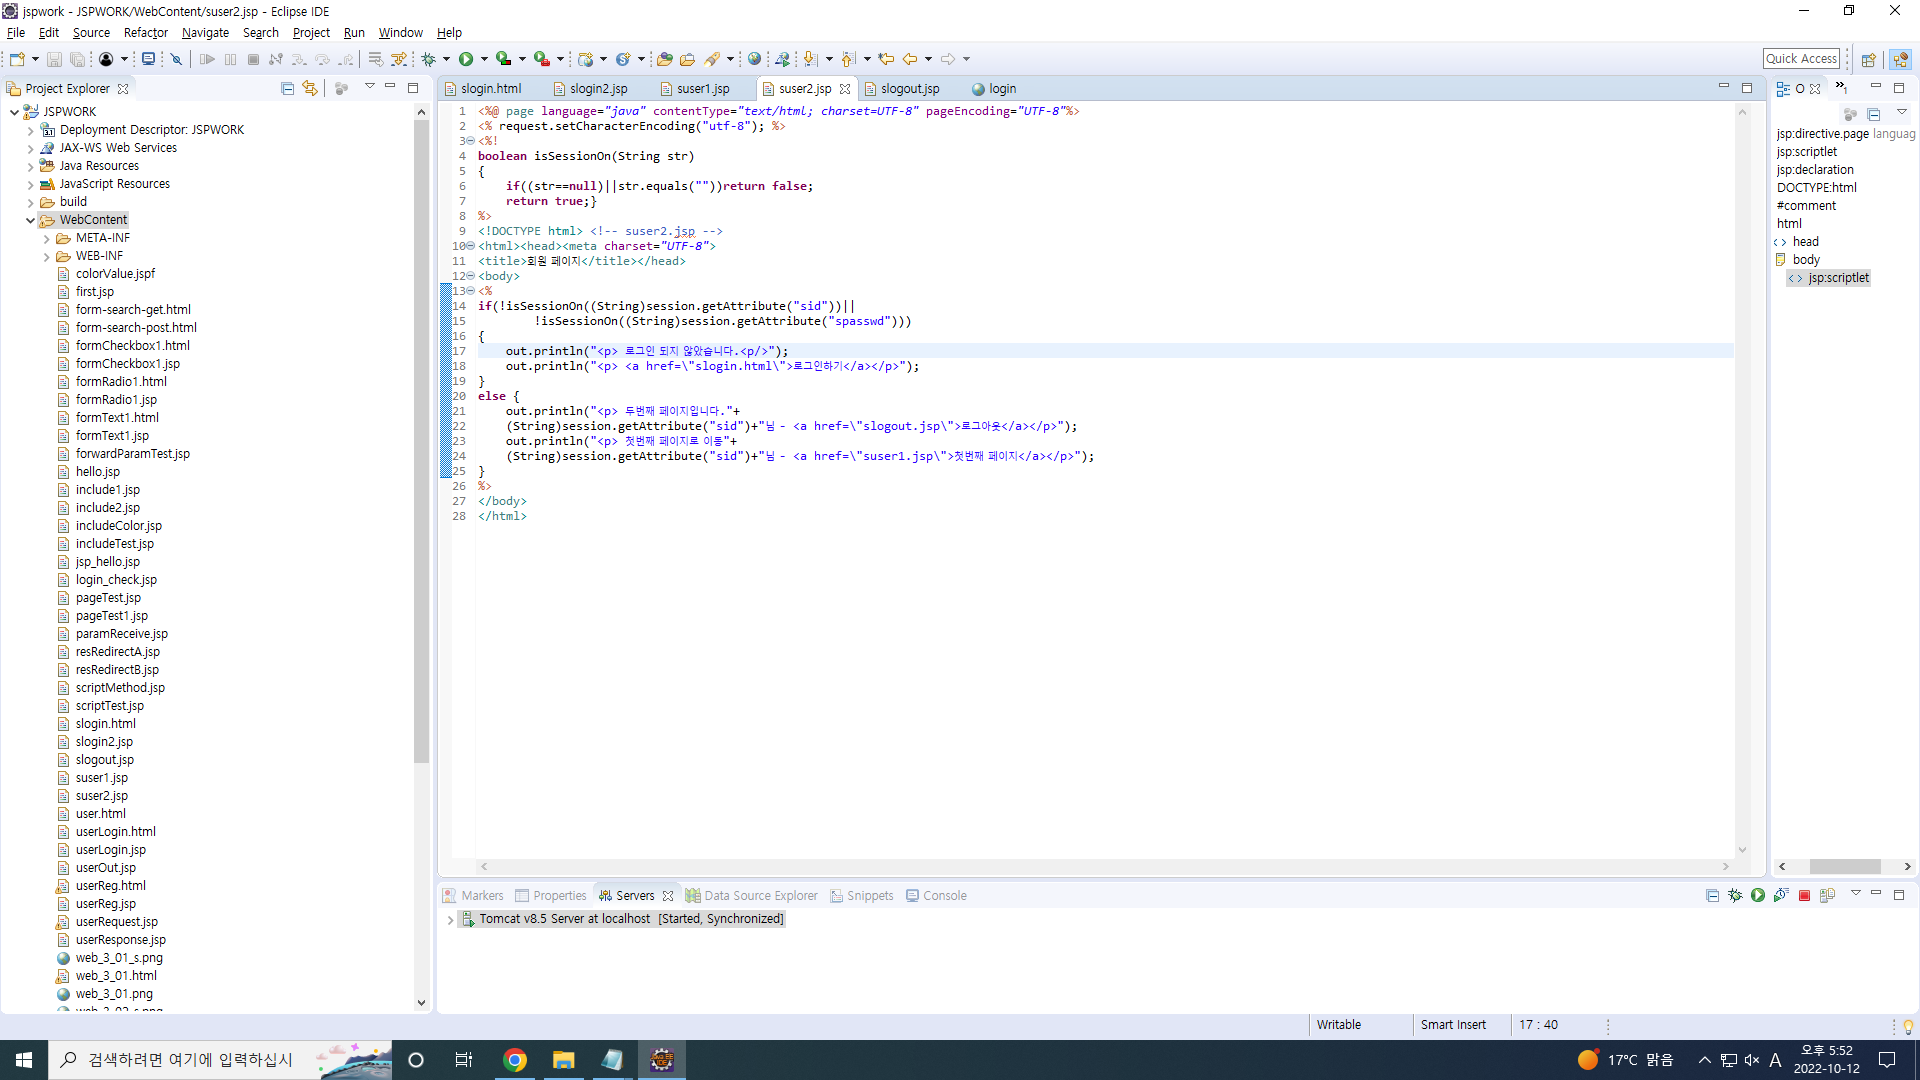 jspwork - JSPWORK/WebContent/suser2.jsp - Eclipse IDE
File Edit Source Refactor Navigate Search Project Run Window Help
Quick Access
Project Explorer
JSPWORK
Deployment Descriptor: JSPWORK
JAX-WS Web Services
Java Resources
JavaScript Resources
build
WebContent
META-INF
WEB-INF
colorValue.jspf
first.jsp
form-search-get.html
form-search-post.html
formCheckbox1.html
formCheckbox1.jsp
formRadio1.html
formRadio1.jsp
formText1.html
formText1.jsp
forwardParamTest.jsp
hello.jsp
include1.jsp
include2.jsp
includeColor.jsp
includeTest.jsp
jsp_hello.jsp
login_check.jsp
pageTest.jsp
pageTest1.jsp
paramReceive.jsp
resRedirectA.jsp
resRedirectB.jsp
scriptMethod.jsp
scriptTest.jsp
slogin.html
slogin2.jsp
slogout.jsp
suser1.jsp
suser2.jsp
user.html
userLogin.html
userLogin.jsp
userOut.jsp
userReg.html
userReg.jsp
userRequest.jsp
userResponse.jsp
web_3_01_s.png
web_3_01.html
web_3_01.png
slogin.html slogin2.jsp suser1.jsp suser2.jsp slogout.jsp login
1 <%@ page language="java" contentType="text/html; charset=UTF-8" pageEncoding="UTF-8"%>
2 <% request.setCharacterEncoding("utf-8"); %>
3 <%!
4 boolean isSessionOn(String str)
5 {
6 if((str==null)||str.equals(""))return false;
7 return true;}
8 %>
9 <!DOCTYPE html> <!-- suser2.jsp -->
10 <html><head><meta charset="UTF-8">
11 <title>회원 페이지</title></head>
12 <body>
13 <%
14 if(!isSessionOn((String)session.getAttribute("sid"))||
15 !isSessionOn((String)session.getAttribute("spasswd")))
16 {
17 out.println("<p> 로그인 되지 않았습니다.<p/>");
18 out.println("<p> <a href=\"slogin.html\">로그인하기</a></p>");
19 }
20 else {
21 out.println("<p> 두번째 페이지입니다."+
22 (String)session.getAttribute("sid")+"님 - <a href=\"slogout.jsp\">로그아웃</a></p>");
23 out.println("<p> 첫번째 페이지로 이동"+
24 (String)session.getAttribute("sid")+"님 - <a href=\"suser1.jsp\">첫번째 페이지</a></p>");
25 }
26 %>
27 </body>
28 </html>
O
1
jsp:directive.page languag
jsp:scriptlet
jsp:declaration
DOCTYPE:html
#comment
html
head
body
jsp:scriptlet
Markers Properties Servers Data Source Explorer Snippets Console
Tomcat v8.5 Server at localhost [Started, Synchronized]
Writable Smart Insert 17 : 40
검색하려면 여기에 입력하십시
17°C 맑음
A
오후 5:52
2022-10-12